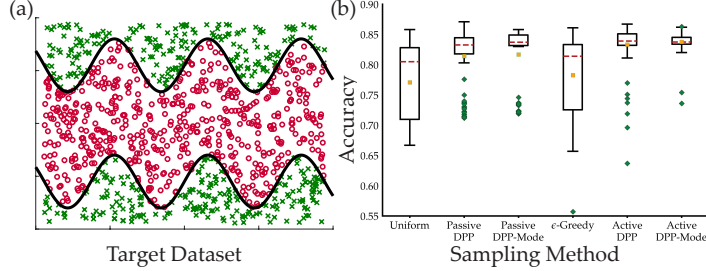 (a)
Target Dataset
(b)
Accuracy
0.90
0.85
0.80
0.75
0.70
0.65
0.60
0.55
Uniform
Passive
DPP
Passive
DPP-Mode
ϵ-Greedy
Active
DPP
Active
DPP-Mode
Sampling Method